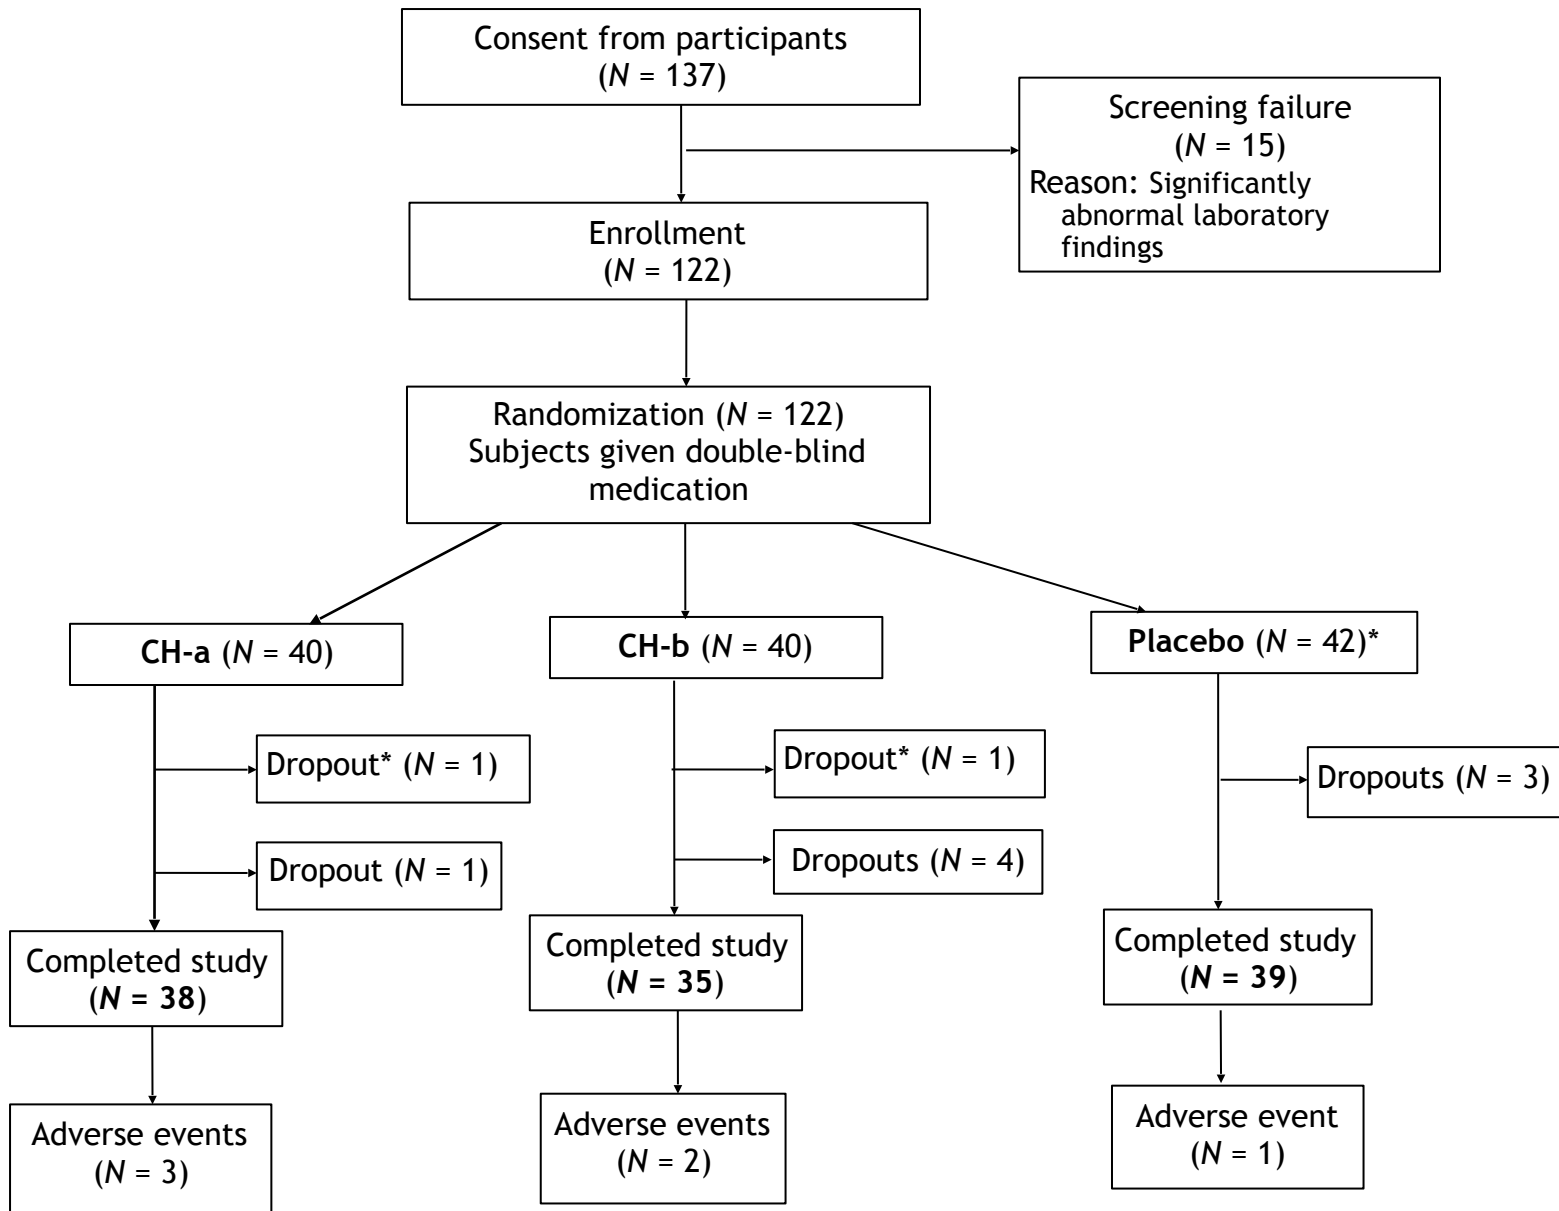 Consent from participants
(N = 137)
Screening failure
(N = 15)
Reason: Significantly
abnormal laboratory
findings
Enrollment
(N = 122)
Randomization (N = 122)
Subjects given double-blind
medication
CH-a (N = 40)
CH-b (N = 40)
Placebo (N = 42)*
Dropout* (N = 1)
Dropout* (N = 1)
Dropouts (N = 3)
Dropout (N = 1)
Dropouts (N = 4)
Completed study
(N = 38)
Completed study
(N = 35)
Completed study
(N = 39)
Adverse events
(N = 3)
Adverse events
(N = 2)
Adverse event
(N = 1)